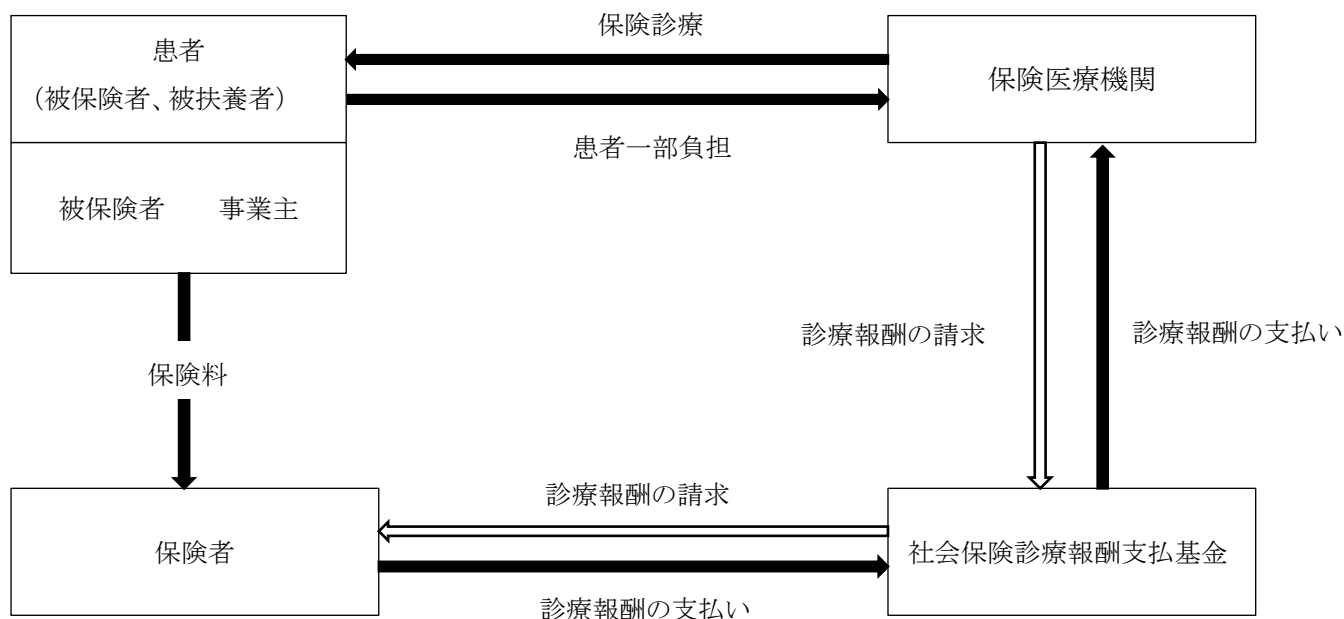 保険診療
患者
(被保険者、被扶養者)
保険医療機関
患者一部負担
被保険者 事業主
診療報酬の請求
診療報酬の支払い
保険料
診療報酬の請求
保険者
社会保険診療報酬支払基金
診療報酬の支払い